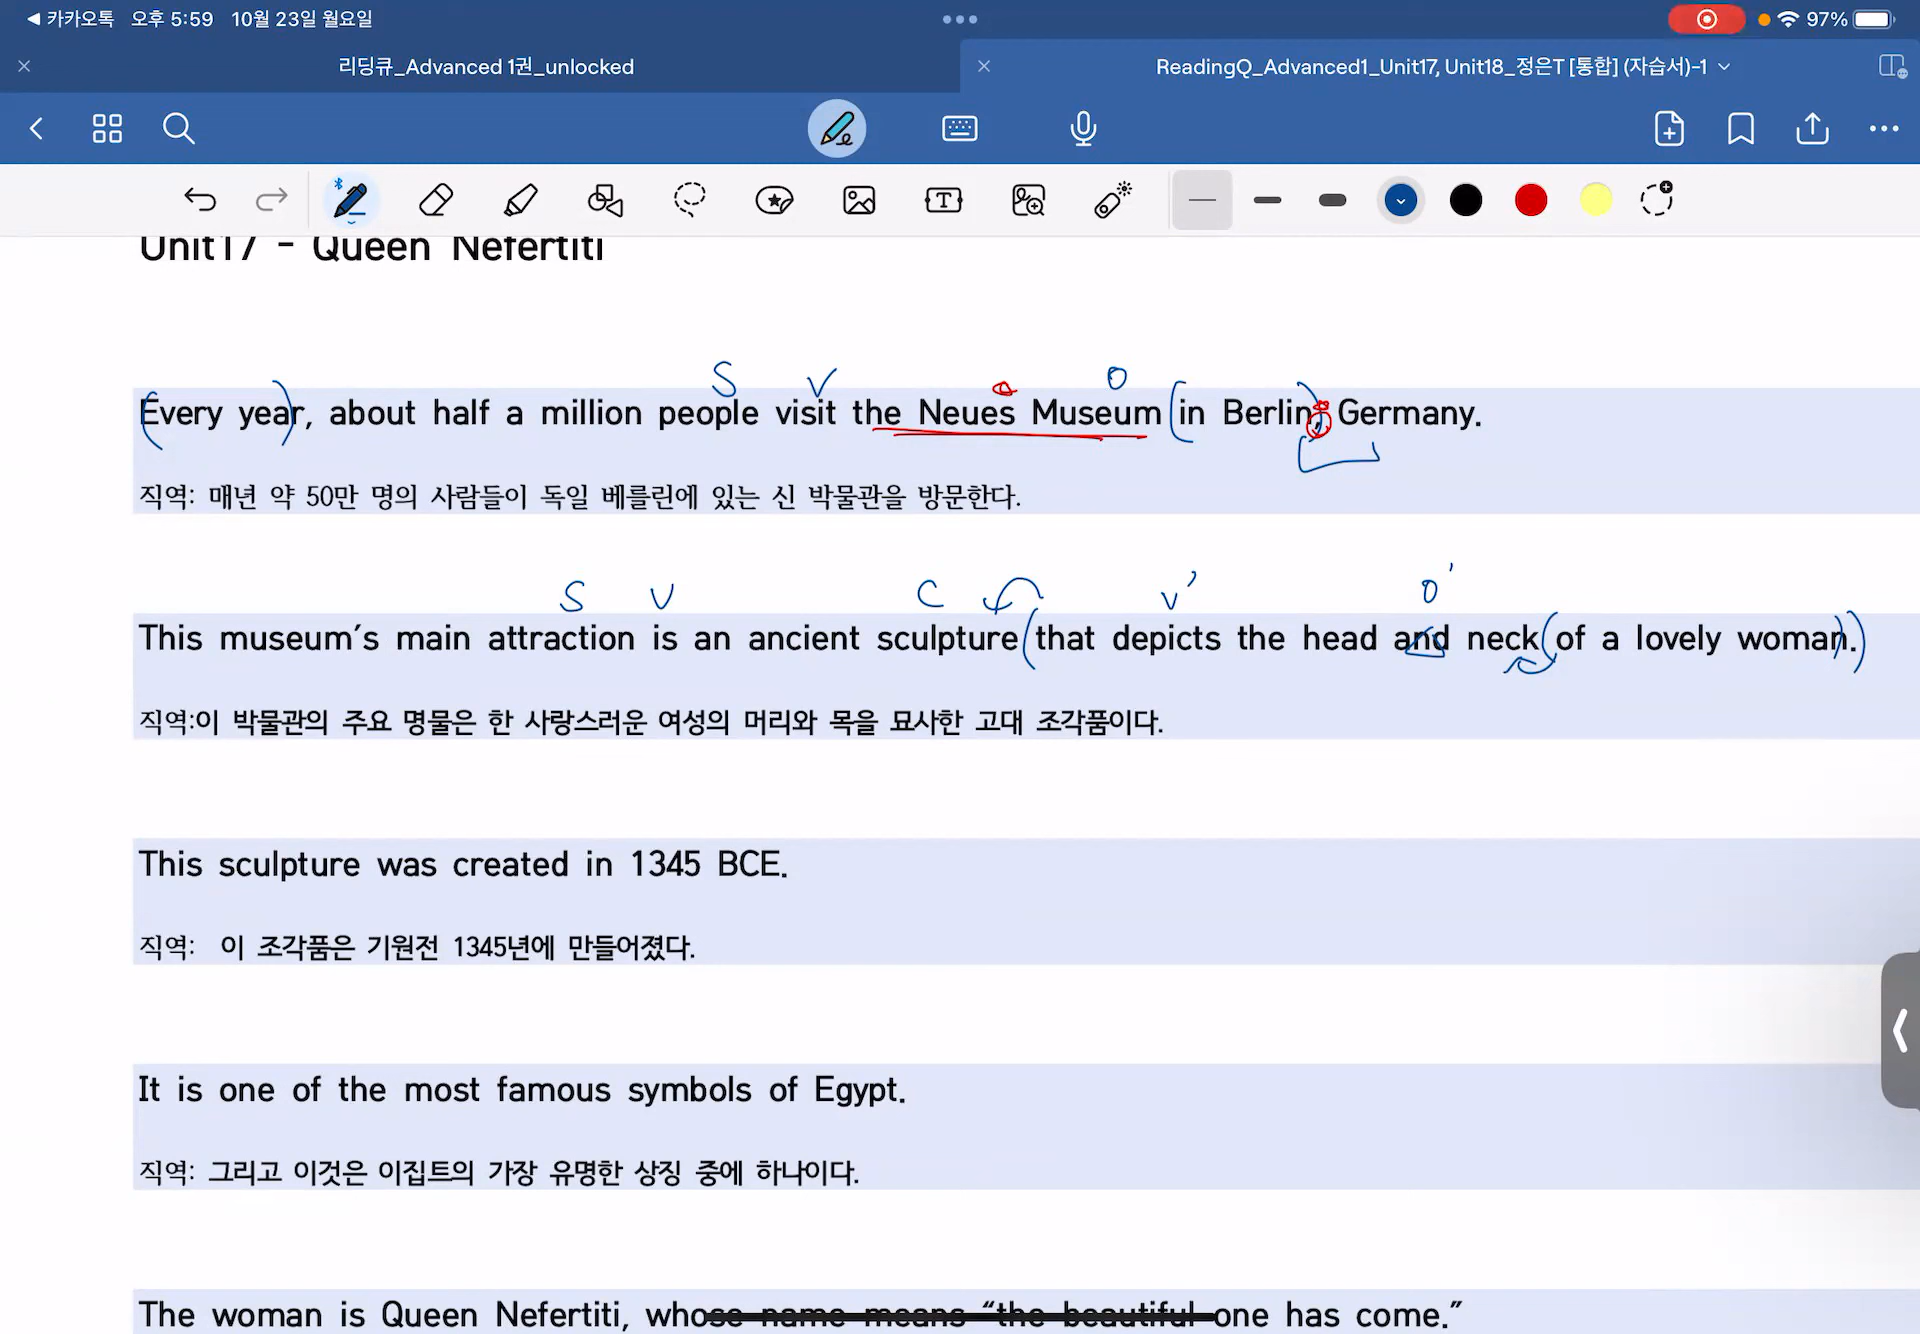 ◀ 카카오톡 오후 5:59 10월 23일 월요일 97%
리딩큐_Advanced 1권_unlocked
ReadingQ_Advanced1_Unit17, Unit18_정은T [통합] (자습서)-1
Unit17 - Queen Nefertiti
S V O
(Every year), about half a million people visit the Neues Museum (in Berlin), Germany.
직역: 매년 약 50만 명의 사람들이 독일 베를린에 있는 신 박물관을 방문한다.
S V C V' O'
This museum's main attraction is an ancient sculpture (that depicts the head and neck (of a lovely woman.))
직역:이 박물관의 주요 명물은 한 사랑스러운 여성의 머리와 목을 묘사한 고대 조각품이다.
This sculpture was created in 1345 BCE.
직역: 이 조각품은 기원전 1345년에 만들어졌다.
It is one of the most famous symbols of Egypt.
직역: 그리고 이것은 이집트의 가장 유명한 상징 중에 하나이다.
The woman is Queen Nefertiti, whose name means “the beautiful one has come.”